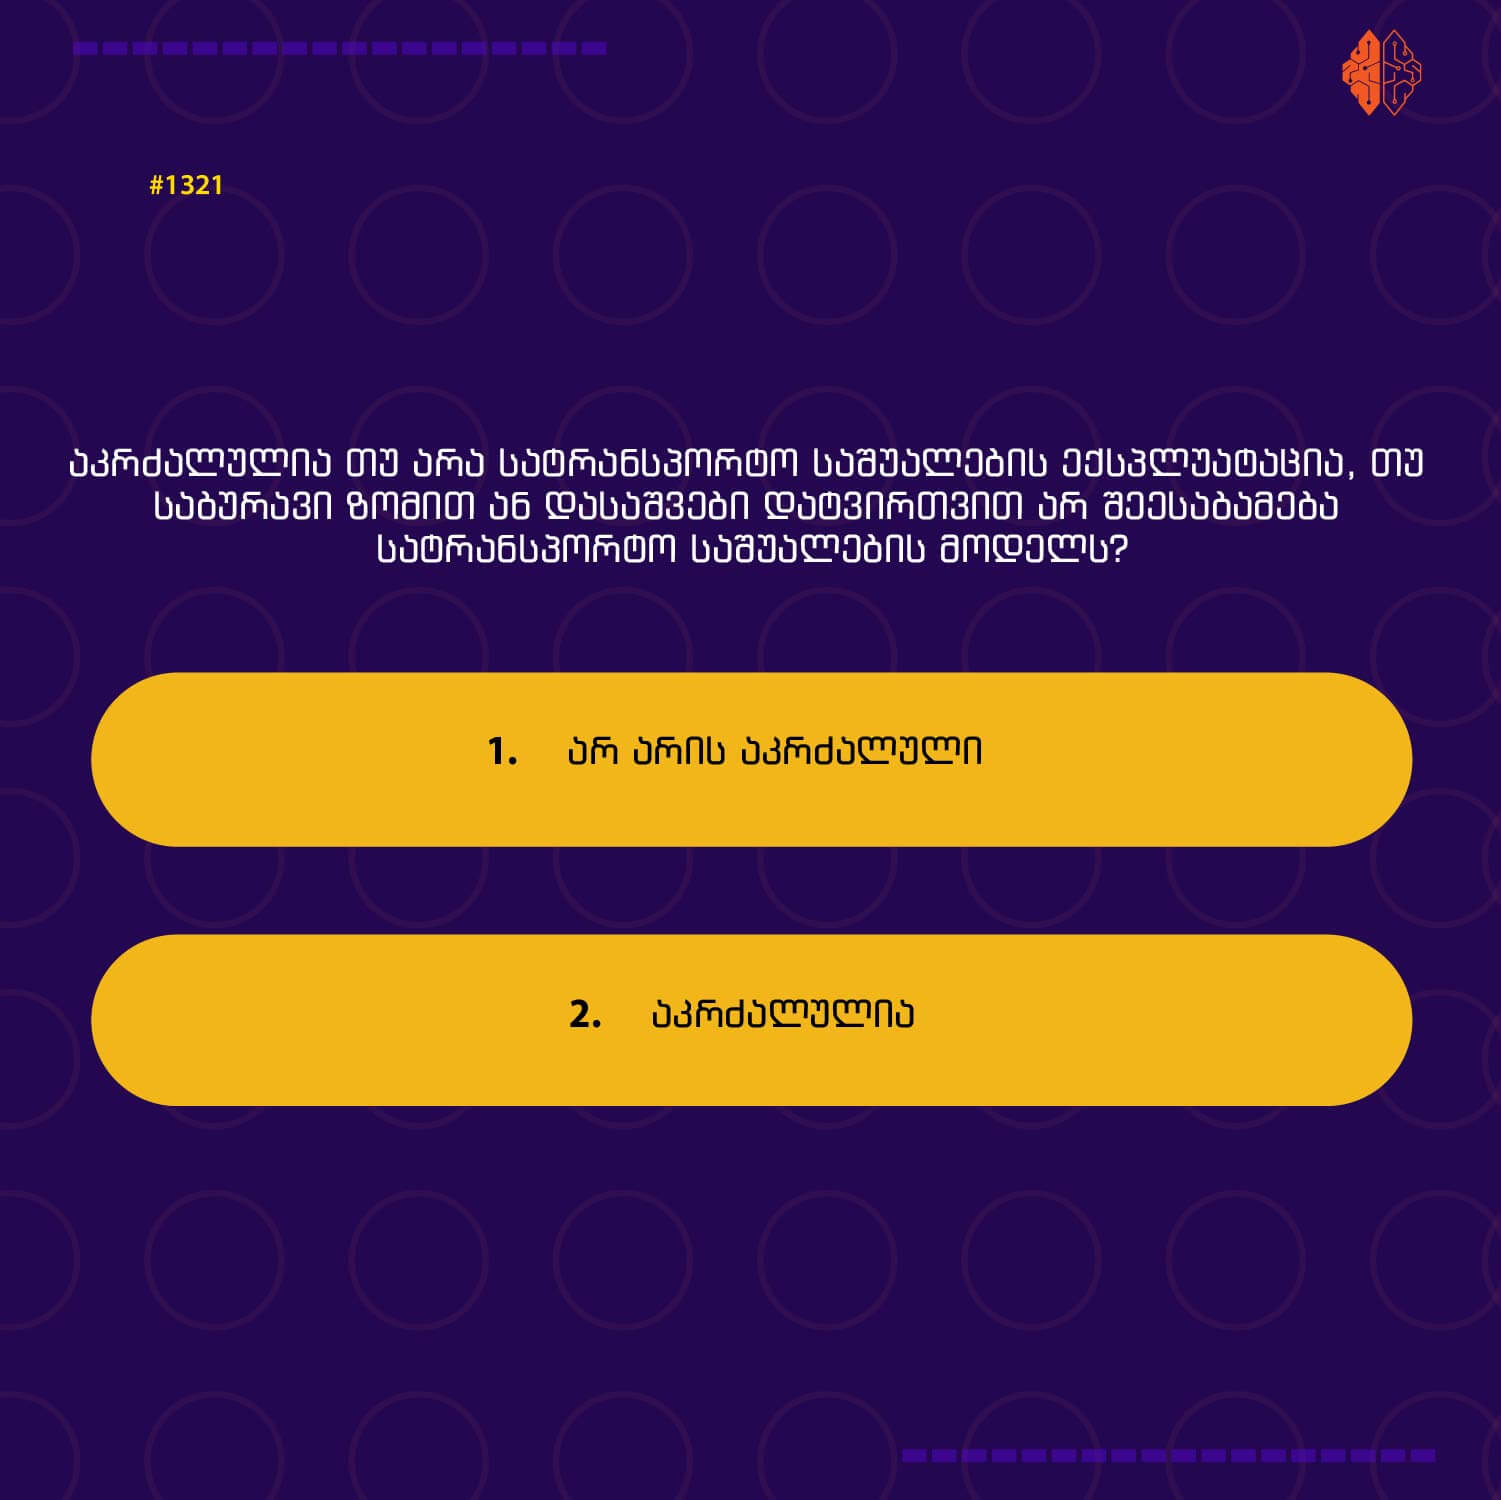 #1321
აკრძალულია თუ არა სატრანსპორტო საშუალების ექსპლუატაცია, თუ
საბურავი ზომით ან დასაშვები დატვირთვით არ შეესაბამება
სატრანსპორტო საშუალების მოდელს?
1. არ არის აკრძალული
2. აკრძალულია